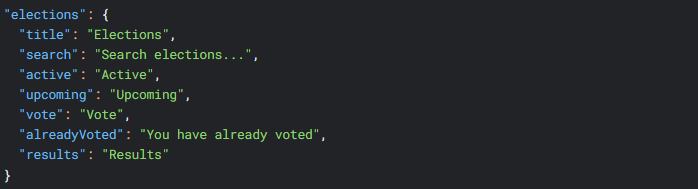 "elections": {
  "title": "Elections",
  "search": "Search elections...",
  "active": "Active",
  "upcoming": "Upcoming",
  "vote": "Vote",
  "alreadyVoted": "You have already voted",
  "results": "Results"
}